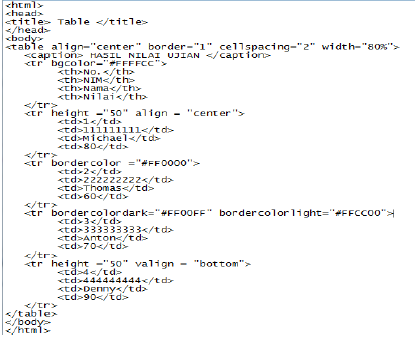 <html>
<head>
<title> Table </title>
</head>
<body>
<table align="center" border="1" cellspacing="2" width="80%">
<caption> HASIL NILAI UJIAN </caption>
<tr bgcolor="#FFFFCC">
<th>No.</th>
<th>NIM</th>
<th>Nama</th>
<th>Nilai</th>
</tr>
<tr height ="50" align = "center">
<td>1</td>
<td>111111111</td>
<td>Michael</td>
<td>80</td>
</tr>
<tr bordercolor ="#FF0000">
<td>2</td>
<td>222222222</td>
<td>Thomas</td>
<td>60</td>
</tr>
<tr bordercolordark="#FF00FF" bordercolorlight="#FFCC00">
<td>3</td>
<td>333333333</td>
<td>Anton</td>
<td>70</td>
</tr>
<tr height ="50" valign = "bottom">
<td>4</td>
<td>444444444</td>
<td>Denny</td>
<td>90</td>
</tr>
</table>
</body>
</html>